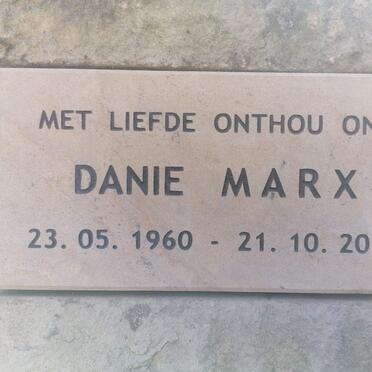 MET LIEFDE ONTHOU ON
DANIE MARX
23. 05. 1960 - 21. 10. 20